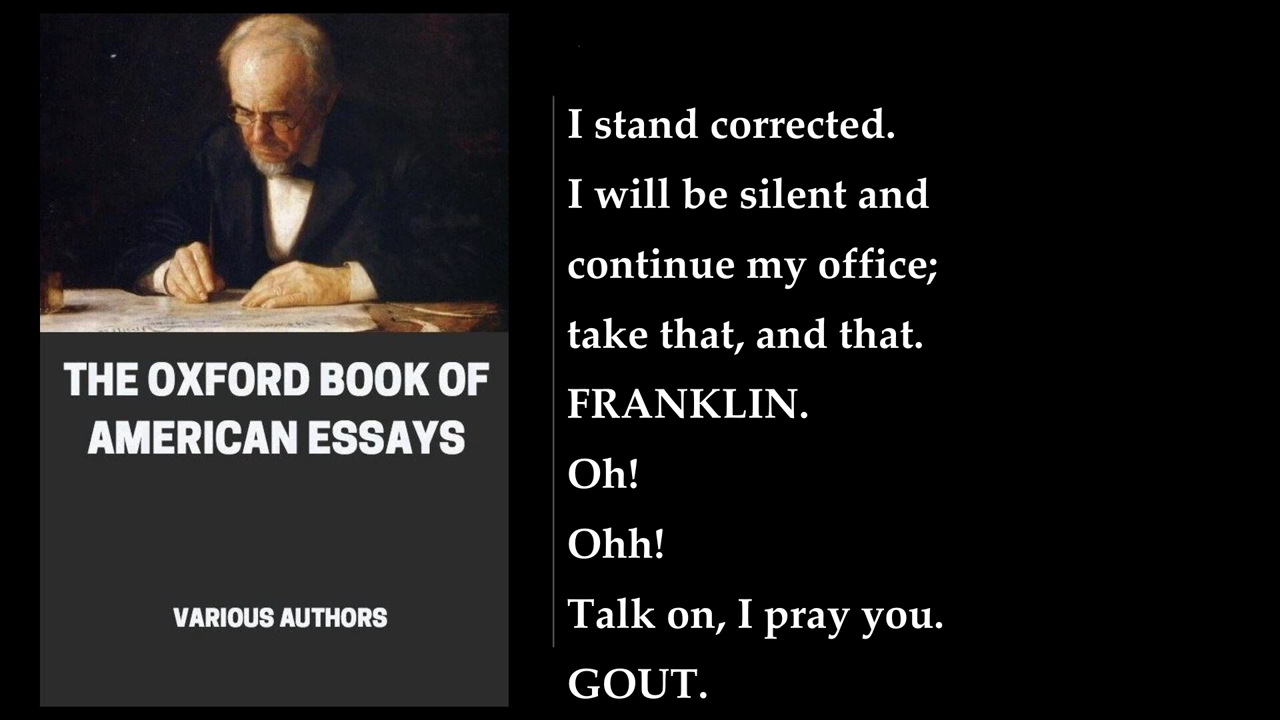 THE OXFORD BOOK OF
AMERICAN ESSAYS
VARIOUS AUTHORS
I stand corrected.
I will be silent and
continue my office;
take that, and that.
FRANKLIN.
Oh!
Ohh!
Talk on, I pray you.
GOUT.